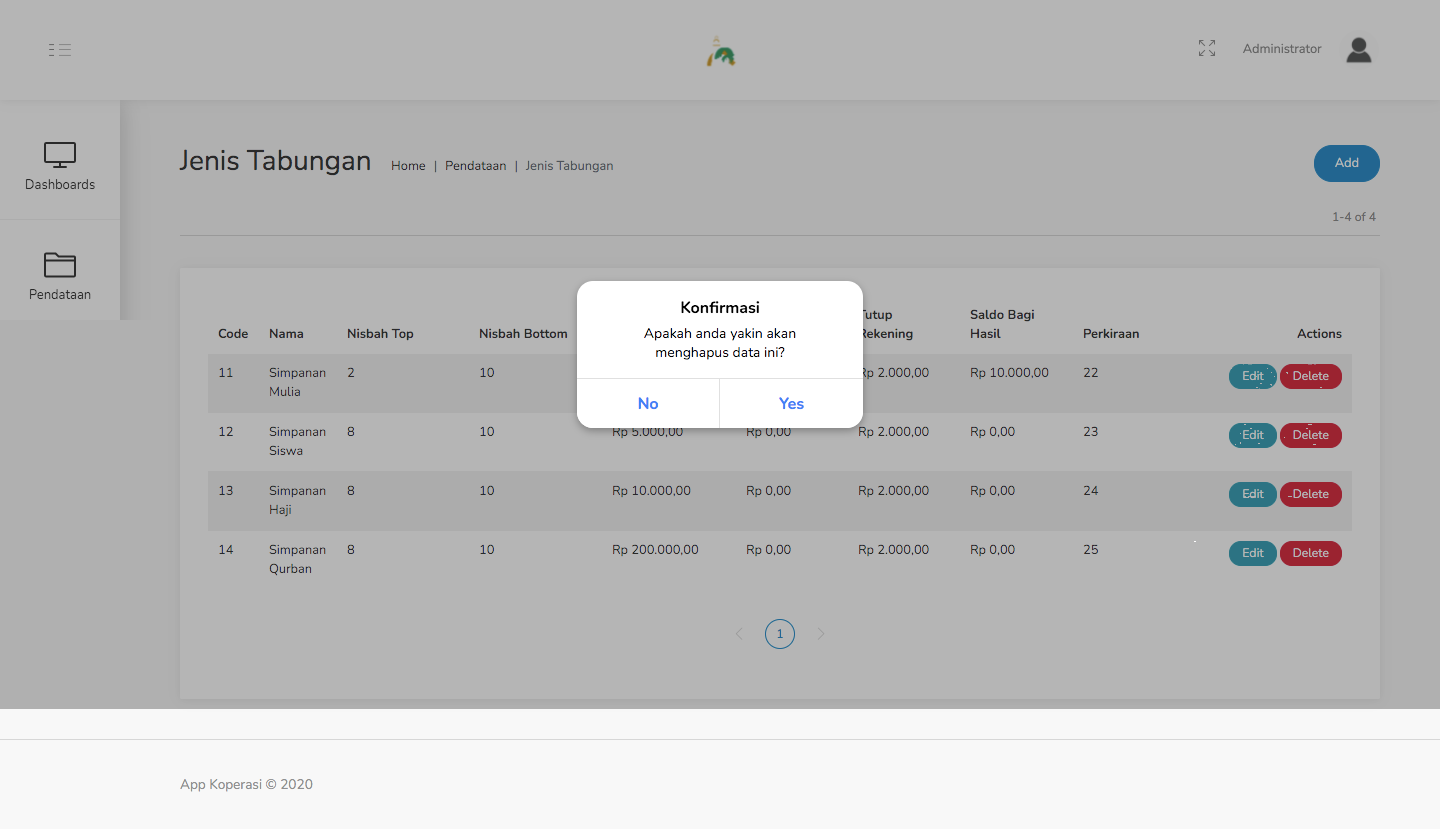 Administrator
Dashboards
Pendataan
Jenis Tabungan
Home | Pendataan | Jenis Tabungan
Add
1-4 of 4
Konfirmasi
Apakah anda yakin akan
menghapus data ini?
No Yes
Code Nama Nisbah Top Nisbah Bottom Tutup Rekening Saldo Bagi Hasil Perkiraan Actions
11 Simpanan Mulia 2 10 Rp 2.000,00 Rp 10.000,00 22 Edit Delete
12 Simpanan Siswa 8 10 Rp 5.000,00 Rp 0,00 Rp 2.000,00 Rp 0,00 23 Edit Delete
13 Simpanan Haji 8 10 Rp 10.000,00 Rp 0,00 Rp 2.000,00 Rp 0,00 24 Edit Delete
14 Simpanan Qurban 8 10 Rp 200.000,00 Rp 0,00 Rp 2.000,00 Rp 0,00 25 Edit Delete
1
App Koperasi © 2020